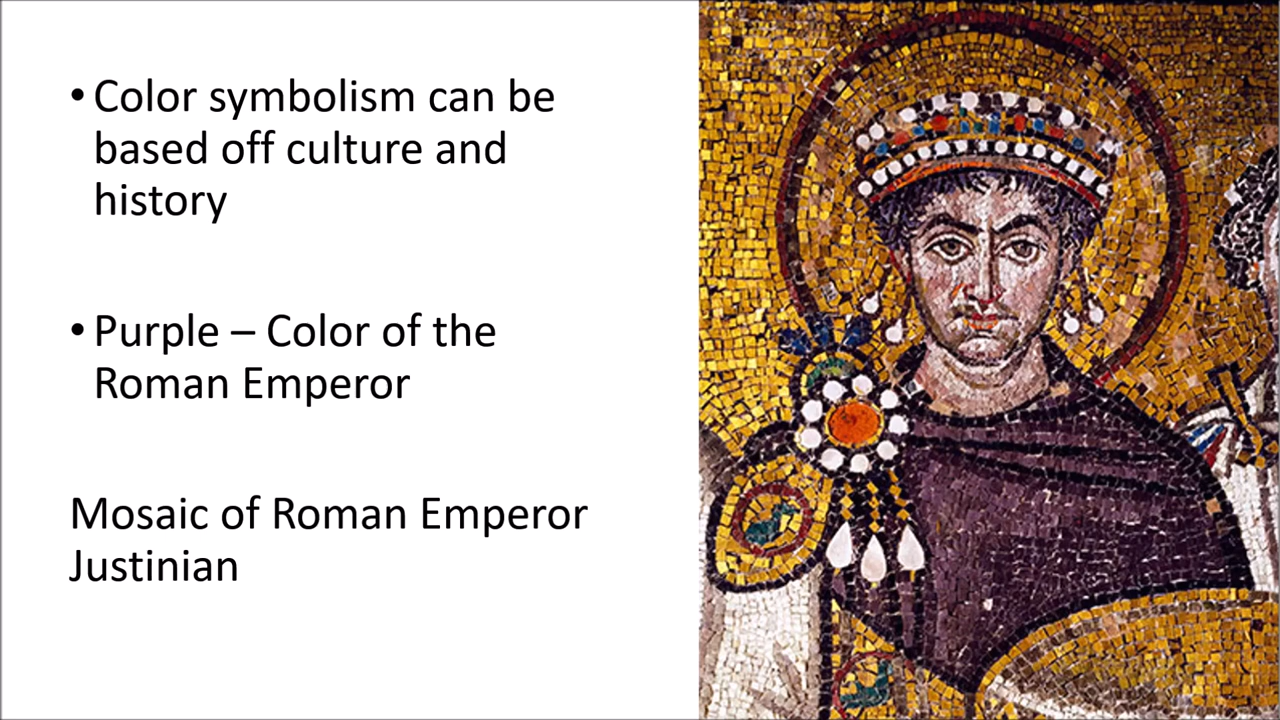 • Color symbolism can be
based off culture and
history
• Purple – Color of the
Roman Emperor
Mosaic of Roman Emperor
Justinian